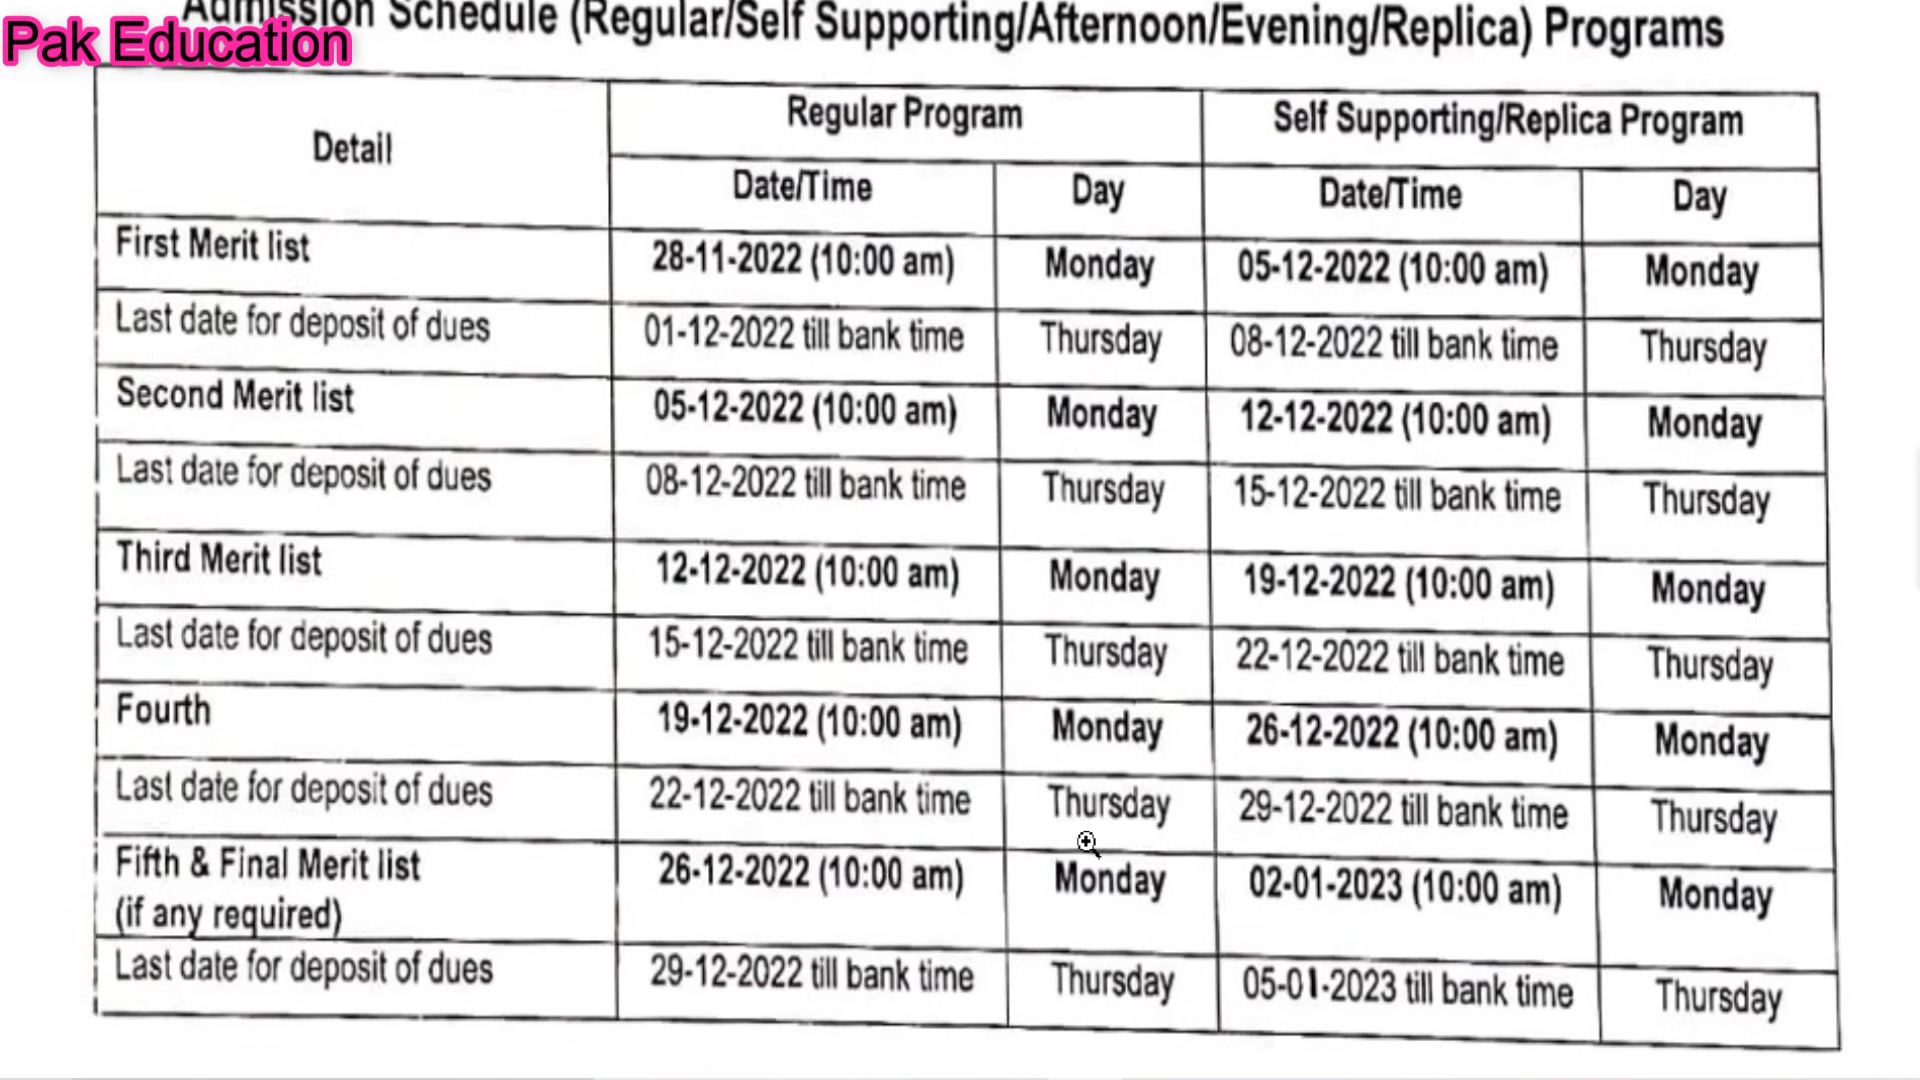 Admission Schedule (Regular/Self Supporting/Afternoon/Evening/Replica) Programs
Pak Education
Detail
Regular Program
Self Supporting/Replica Program
Date/Time
Day
Date/Time
Day
First Merit list
28-11-2022 (10:00 am)
Monday
05-12-2022 (10:00 am)
Monday
Last date for deposit of dues
01-12-2022 till bank time
Thursday
08-12-2022 till bank time
Thursday
Second Merit list
05-12-2022 (10:00 am)
Monday
12-12-2022 (10:00 am)
Monday
Last date for deposit of dues
08-12-2022 till bank time
Thursday
15-12-2022 till bank time
Thursday
Third Merit list
12-12-2022 (10:00 am)
Monday
19-12-2022 (10:00 am)
Monday
Last date for deposit of dues
15-12-2022 till bank time
Thursday
22-12-2022 till bank time
Thursday
Fourth
19-12-2022 (10:00 am)
Monday
26-12-2022 (10:00 am)
Monday
Last date for deposit of dues
22-12-2022 till bank time
Thursday
29-12-2022 till bank time
Thursday
Fifth & Final Merit list
(if any required)
26-12-2022 (10:00 am)
Monday
02-01-2023 (10:00 am)
Monday
Last date for deposit of dues
29-12-2022 till bank time
Thursday
05-01-2023 till bank time
Thursday